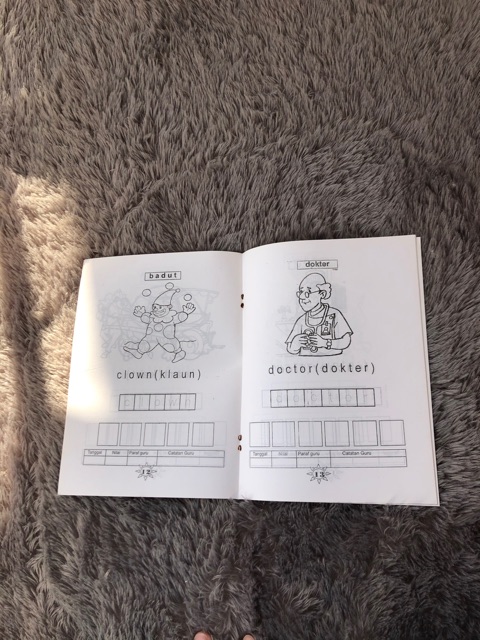 badut
clown(klaun)
Tanggal Nilai Paraf guru Catatan Guru
12
dokter
doctor(dokter)
Tanggal Nilai Paraf guru Catatan Guru
13